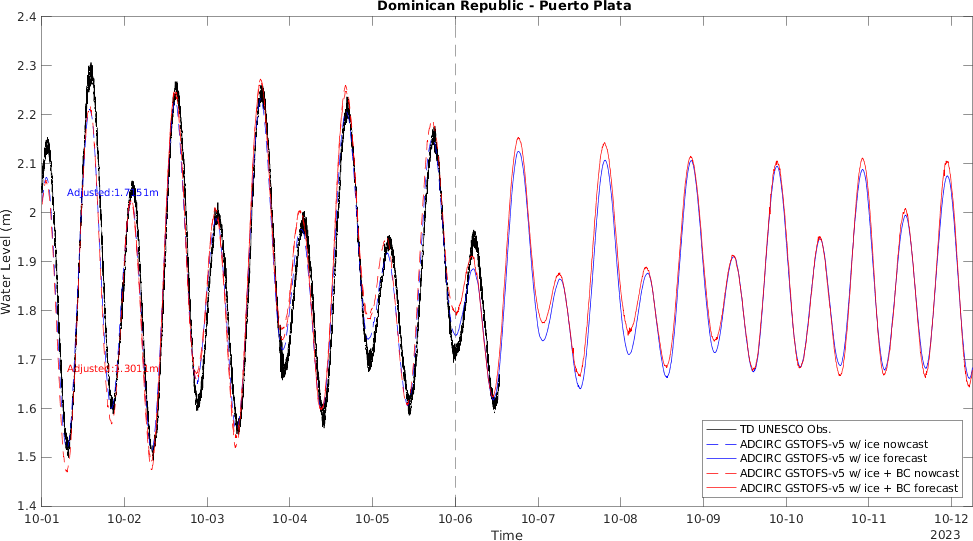 Dominican Republic - Puerto Plata
2.4
2.3
2.2
2.1
2
1.9
1.8
1.7
1.6
1.5
1.4
Water Level (m)
TD UNESCO Obs.
ADCIRC GSTOFS-v5 w/ ice nowcast
ADCIRC GSTOFS-v5 w/ ice forecast
ADCIRC GSTOFS-v5 w/ ice + BC nowcast
ADCIRC GSTOFS-v5 w/ ice + BC forecast
10-01 10-02 10-03 10-04 10-05 10-06 10-07 10-08 10-09 10-10 10-11 10-12
Time
2023